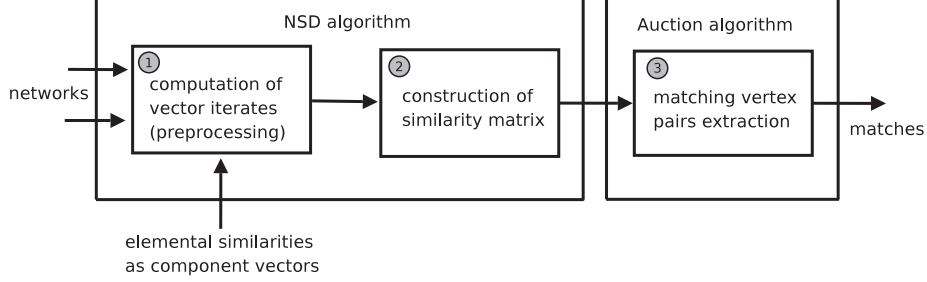 NSD algorithm
Auction algorithm
networks
1
computation of
vector iterates
(preprocessing)
2
construction of
similarity matrix
3
matching vertex
pairs extraction
matches
elemental similarities
as component vectors